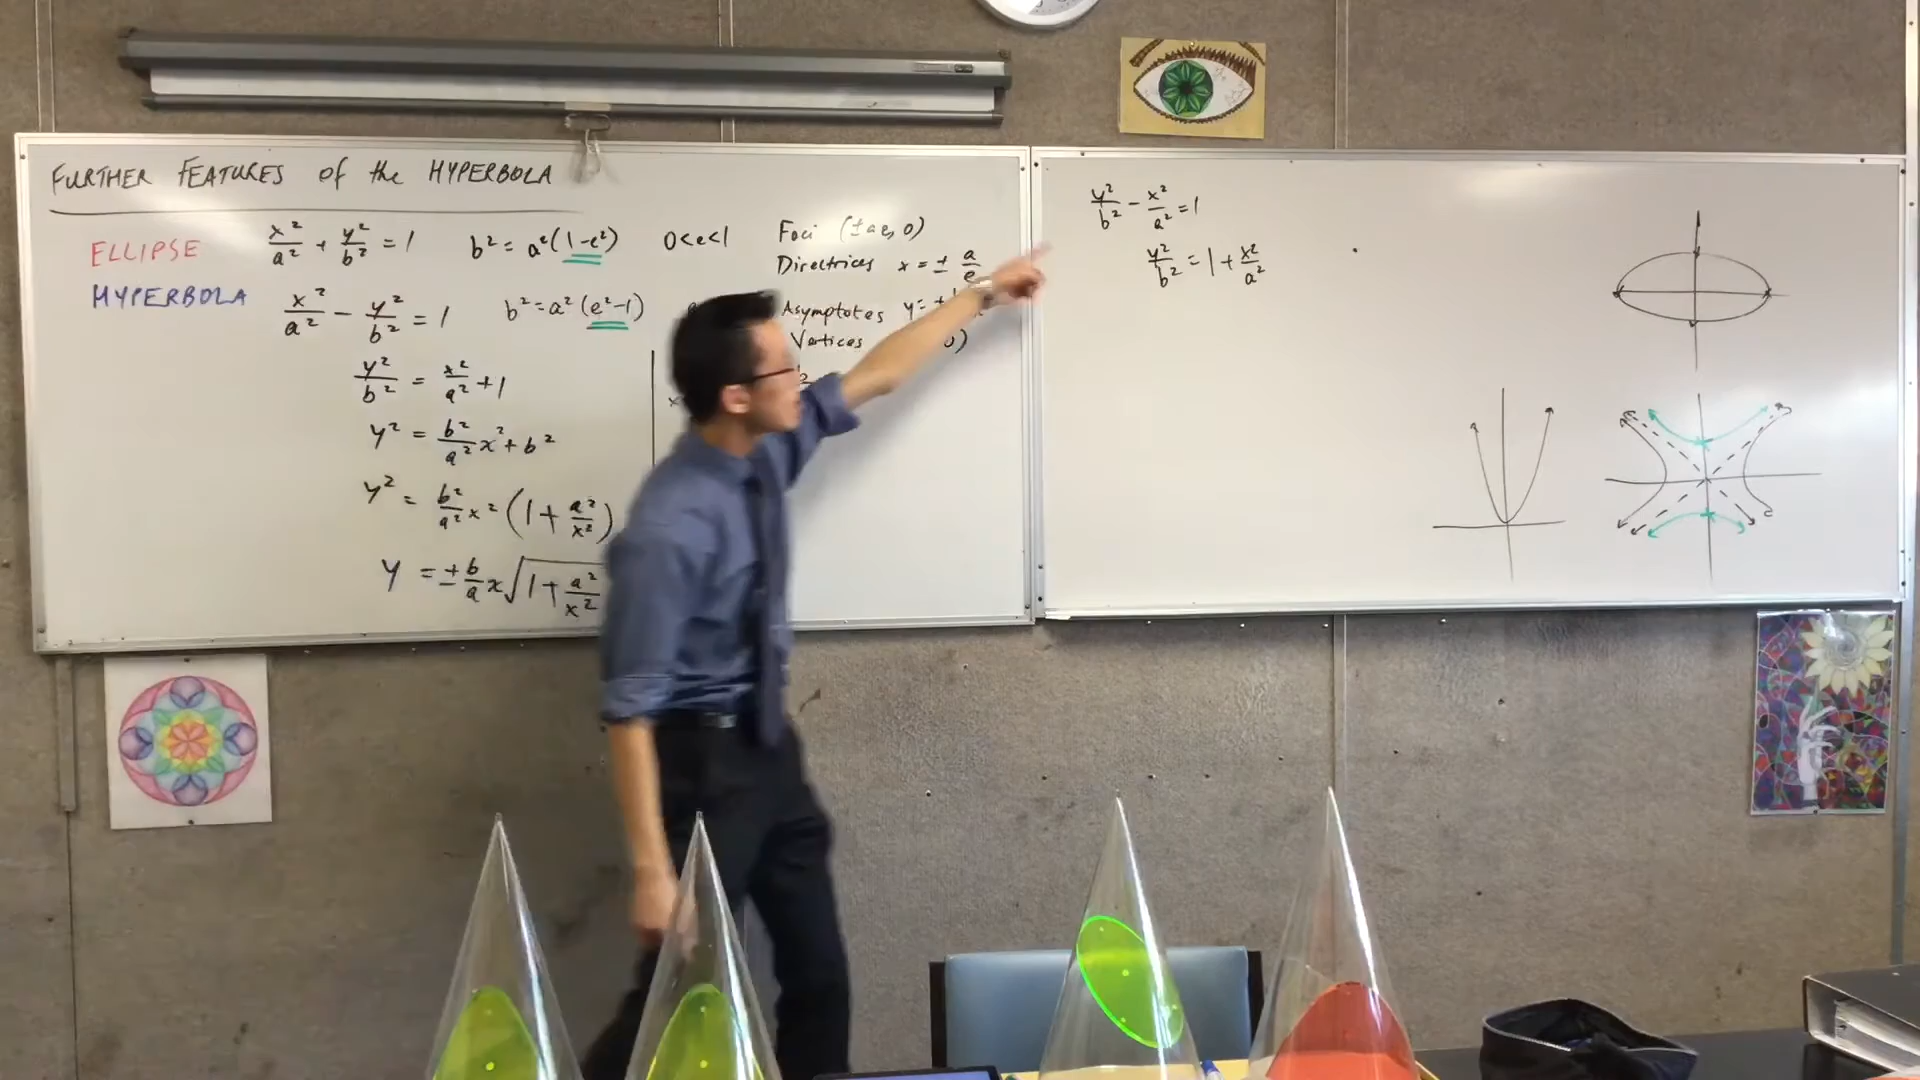 FURTHER FEATURES of the HYPERBOLA
ELLIPSE x²/a² + y²/b² = 1 b² = a²(1-e²) 0<e<1
HYPERBOLA x²/a² - y²/b² = 1 b² = a²(e²-1)
y²/b² = x²/a² + 1
y² = b²/a² x² + b²
y² = b²/a² x² (1 + a²/x²)
y = ± b/a x √1 + a²/x²
Foci (±ae, 0)
Directrices x = ± a/e
Asymptotes y = ±
Vertices 0)
y²/b² - x²/a² = 1
y²/b² = 1 + x²/a²